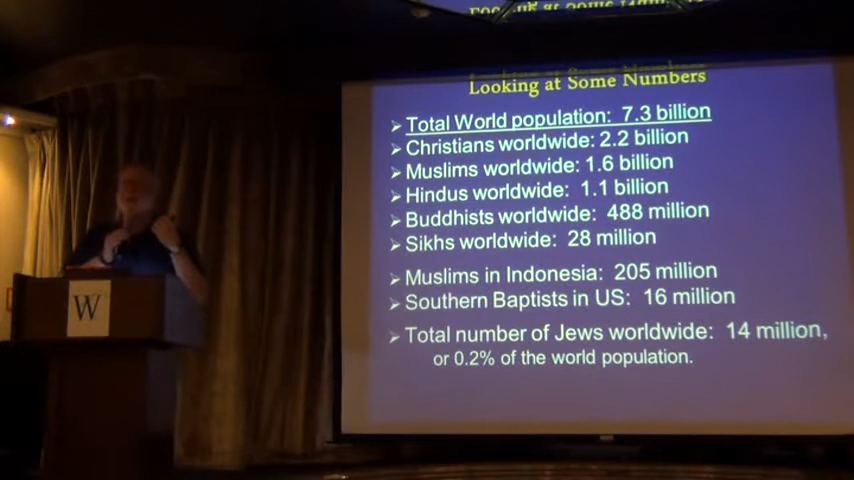 Looking at Some Numbers
➢ Total World population: 7.3 billion
➢ Christians worldwide: 2.2 billion
➢ Muslims worldwide: 1.6 billion
➢ Hindus worldwide: 1.1 billion
➢ Buddhists worldwide: 488 million
➢ Sikhs worldwide: 28 million
➢ Muslims in Indonesia: 205 million
➢ Southern Baptists in US: 16 million
➢ Total number of Jews worldwide: 14 million,
or 0.2% of the world population.
W